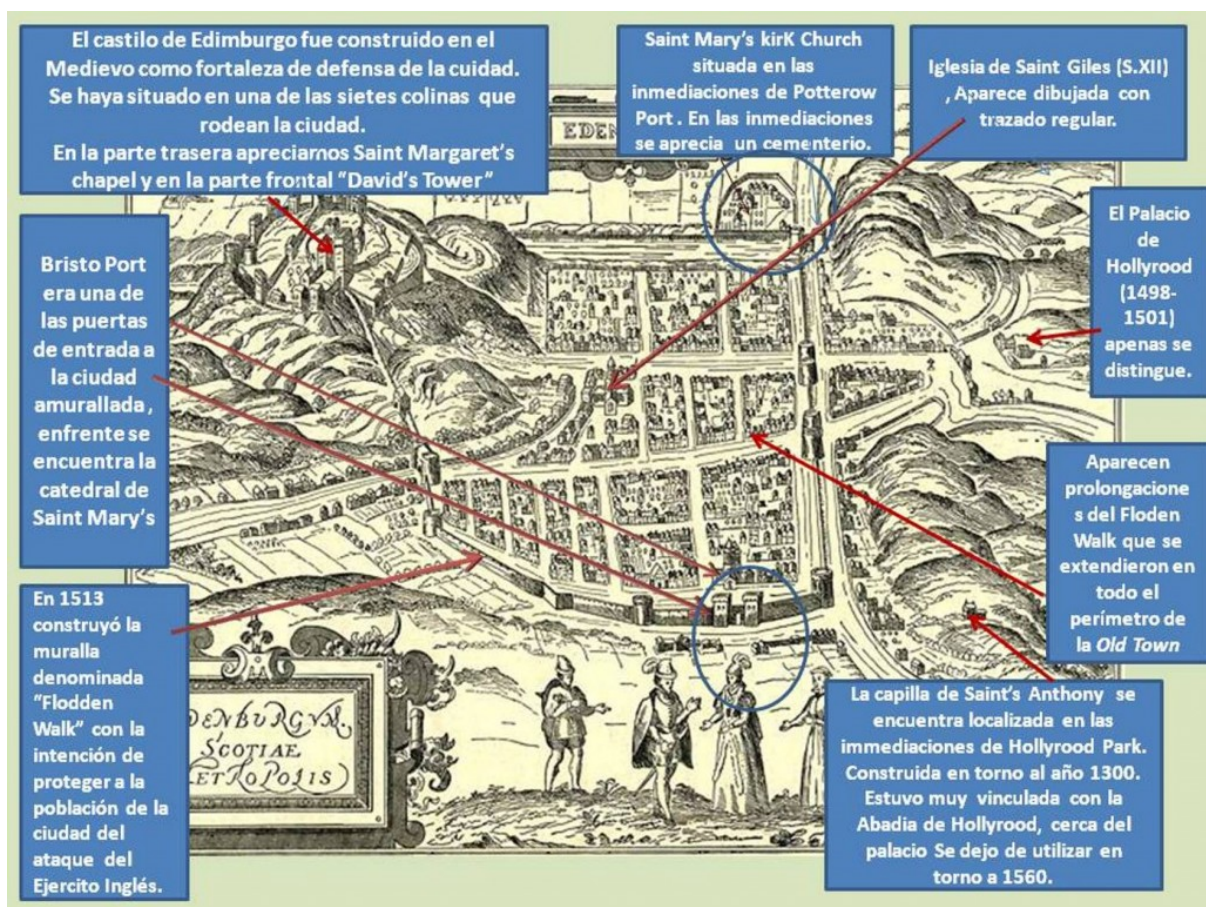 El castilo de Edimburgo fue construido en el
Medievo como fortaleza de defensa de la cuidad.
Se haya situado en una de las sietes colinas que
rodean la ciudad.
En la parte trasera apreciamos Saint Margaret's
chapel y en la parte frontal "David's Tower"
Saint Mary's kirK Church
situada en las
inmediaciones de Potterow
Port . En las inmediaciones
se aprecia un cementerio.
Iglesia de Saint Giles (S.XII)
, Aparece dibujada con
trazado regular.
EDEN
El Palacio
de
Hollyrood
(1498-
1501)
apenas se
distingue.
Bristo Port
era una de
las puertas
de entrada a
la ciudad
amurallada ,
enfrente se
encuentra la
catedral de
Saint Mary's
Aparecen
prolongacione
s del Floden
Walk que se
extendieron en
todo el
perímetro de
la Old Town
En 1513
construyó la
muralla
denominada
"Flodden
Walk" con la
intención de
proteger a la
población de la
ciudad del
ataque del
Ejercito Inglés.
DENBURGVM.
SCOTIAE
ETROPOLIS
La capilla de Saint's Anthony se
encuentra localizada en las
immediaciones de Hollyrood Park.
Construida en torno al año 1300.
Estuvo muy vinculada con la
Abadia de Hollyrood, cerca del
palacio Se dejo de utilizar en
torno a 1560.